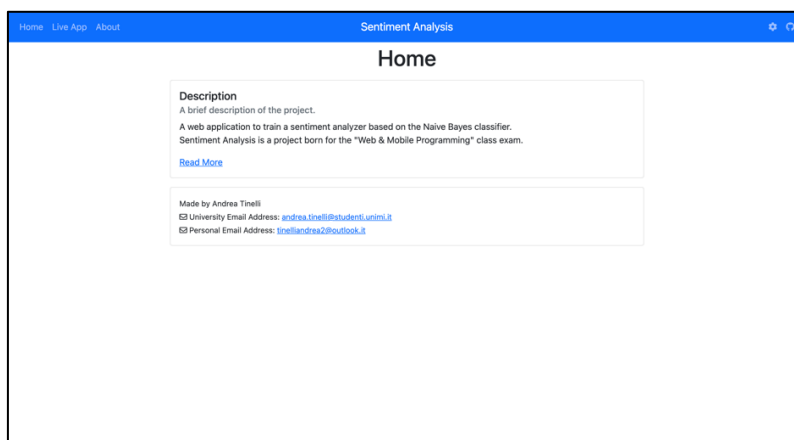 Home Live App About Sentiment Analysis
Home
Description
A brief description of the project.
A web application to train a sentiment analyzer based on the Naive Bayes classifier.
Sentiment Analysis is a project born for the "Web & Mobile Programming" class exam.
Read More
Made by Andrea Tinelli
University Email Address: andrea.tinelli@studenti.unimi.it
Personal Email Address: tinelliandrea2@outlook.it